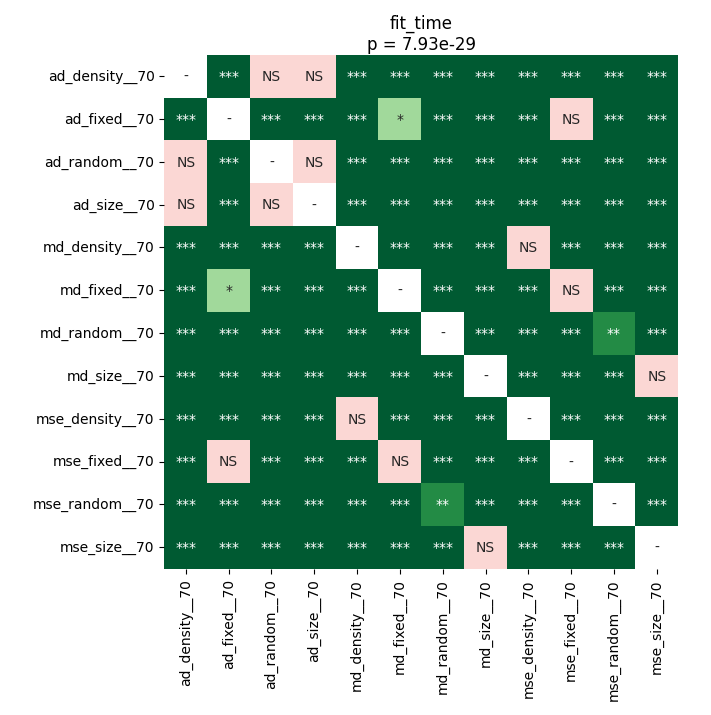 fit_time
p = 7.93e-29
ad_density__70 - *** NS NS *** *** *** *** *** *** *** ***
ad_fixed__70 *** - *** *** *** * *** *** *** NS *** ***
ad_random__70 NS *** - NS *** *** *** *** *** *** *** ***
ad_size__70 NS *** NS - *** *** *** *** *** *** *** ***
md_density__70 *** *** *** *** - *** *** *** NS *** *** ***
md_fixed__70 *** * *** *** *** - *** *** *** NS *** ***
md_random__70 *** *** *** *** *** *** - *** *** *** ** ***
md_size__70 *** *** *** *** *** *** *** - *** *** *** NS
mse_density__70 *** *** *** *** NS *** *** *** - *** *** ***
mse_fixed__70 *** NS *** *** *** NS *** *** *** - *** ***
mse_random__70 *** *** *** *** *** *** ** *** *** *** - ***
mse_size__70 *** *** *** *** *** *** *** NS *** *** *** -
ad_density__70
ad_fixed__70
ad_random__70
ad_size__70
md_density__70
md_fixed__70
md_random__70
md_size__70
mse_density__70
mse_fixed__70
mse_random__70
mse_size__70